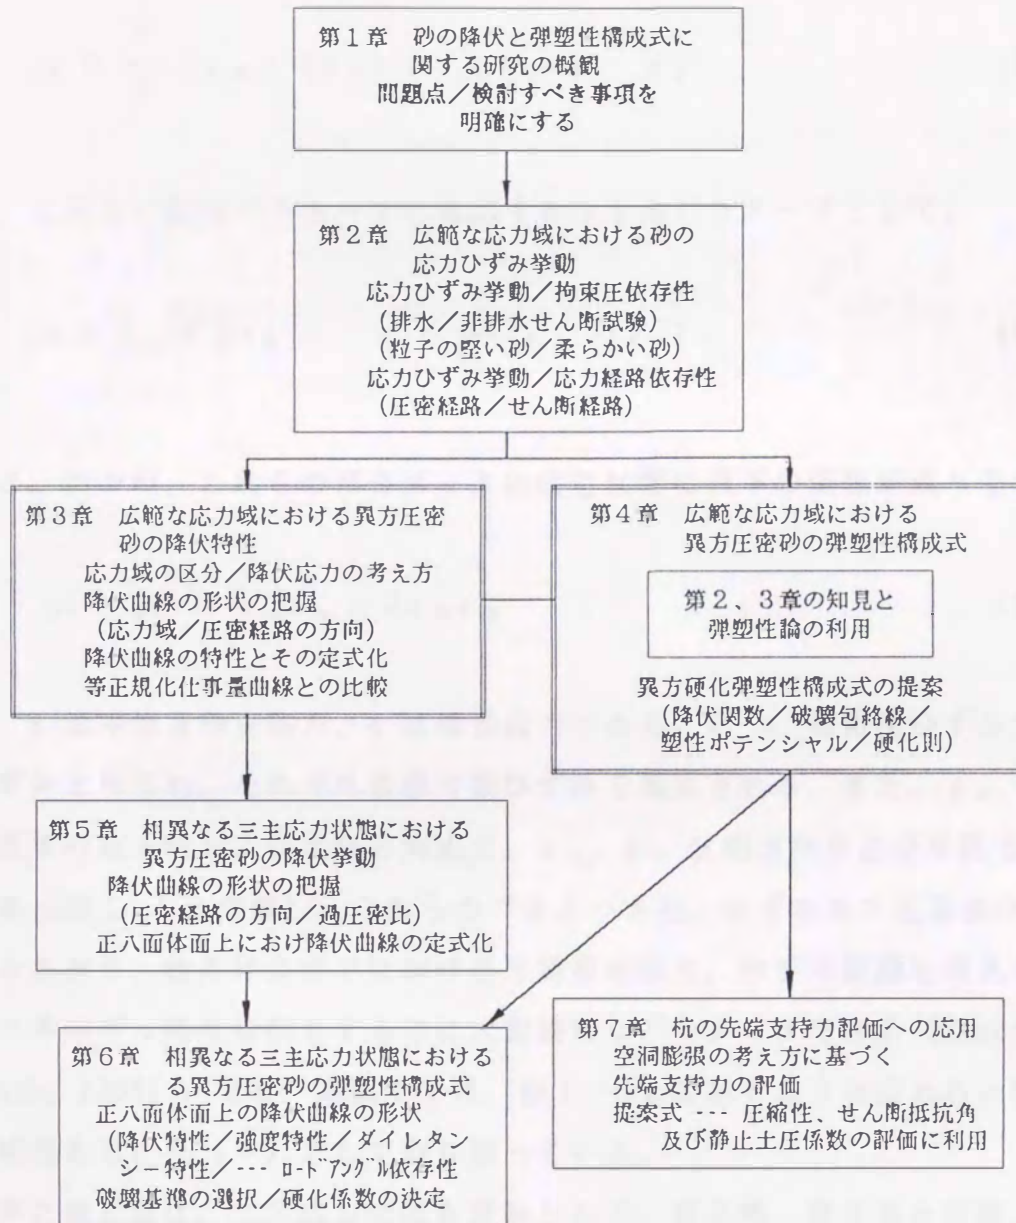 第1章 砂の降伏と弾塑性構成式に
関する研究の概観
問題点/検討すべき事項を
明確にする
第2章 広範な応力域における砂の
応力ひずみ挙動
応力ひずみ挙動/拘束圧依存性
(排水/非排水せん断試験)
(粒子の堅い砂/柔らかい砂)
応力ひずみ挙動/応力経路依存性
(圧密経路/せん断経路)
第3章 広範な応力域における異方圧密
砂の降伏特性
応力域の区分/降伏応力の考え方
降伏曲線の形状の把握
(応力域/圧密経路の方向)
降伏曲線の特性とその定式化
等正規化仕事量曲線との比較
第4章 広範な応力域における
異方圧密砂の弾塑性構成式
第2、3章の知見と
弾塑性論の利用
異方硬化弾塑性構成式の提案
(降伏関数/破壊包絡線/
塑性ポテンシャル/硬化則)
第5章 相異なる三主応力状態における
異方圧密砂の降伏挙動
降伏曲線の形状の把握
(圧密経路の方向/過圧密比)
正八面体面上におけ降伏曲線の定式化
第6章 相異なる三主応力状態における
る異方圧密砂の弾塑性構成式
正八面体面上の降伏曲線の形状
(降伏特性/強度特性/ダイレタン
シー特性/--- ロードアングル依存性
破壊基準の選択/硬化係数の決定
第7章 杭の先端支持力評価への応用
空洞膨張の考え方に基づく
先端支持力の評価
提案式 --- 圧縮性、せん断抵抗角
及び静止土圧係数の評価に利用